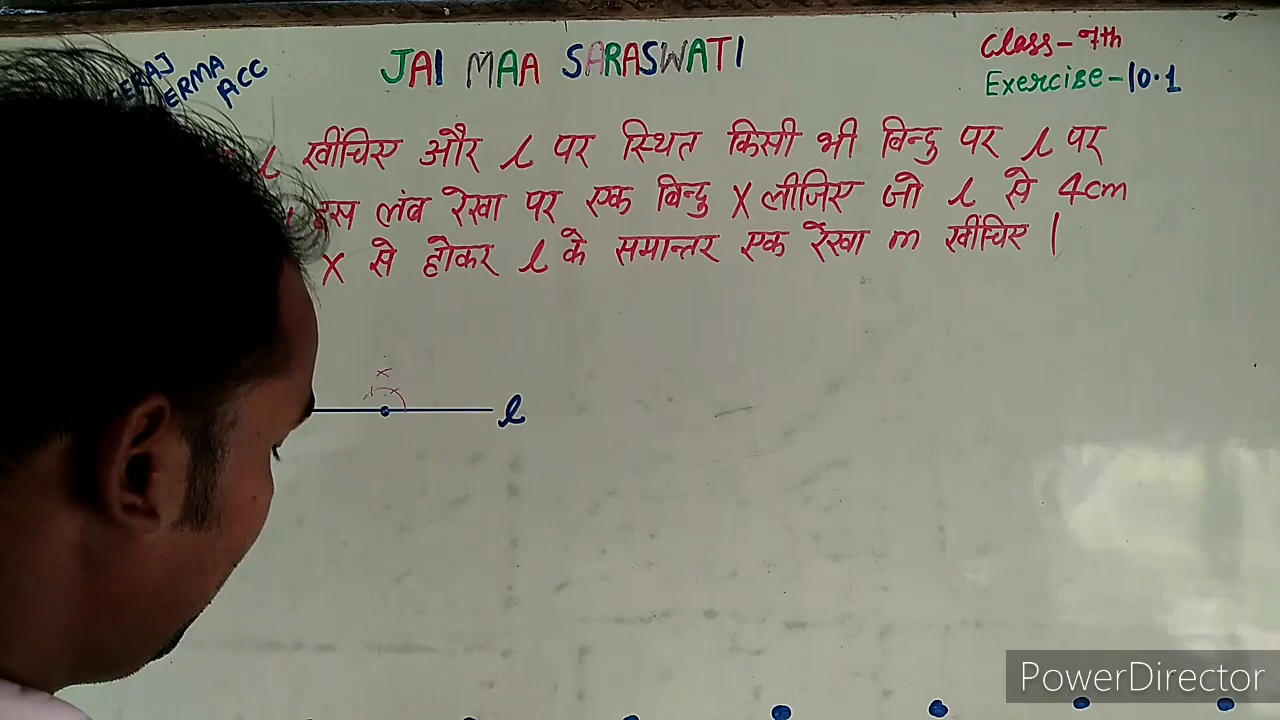 JAI MAA SARASWATI
Class-7th
Exercise-10.1
ERMA
ACC
l खींचिए और l पर स्थित किसी भी बिन्दु पर l पर
इस लंब रेखा पर एक बिन्दु X लीजिए जो l से 4cm
X से होकर l के समान्तर एक रेखा m खींचिए |
l
PowerDirector